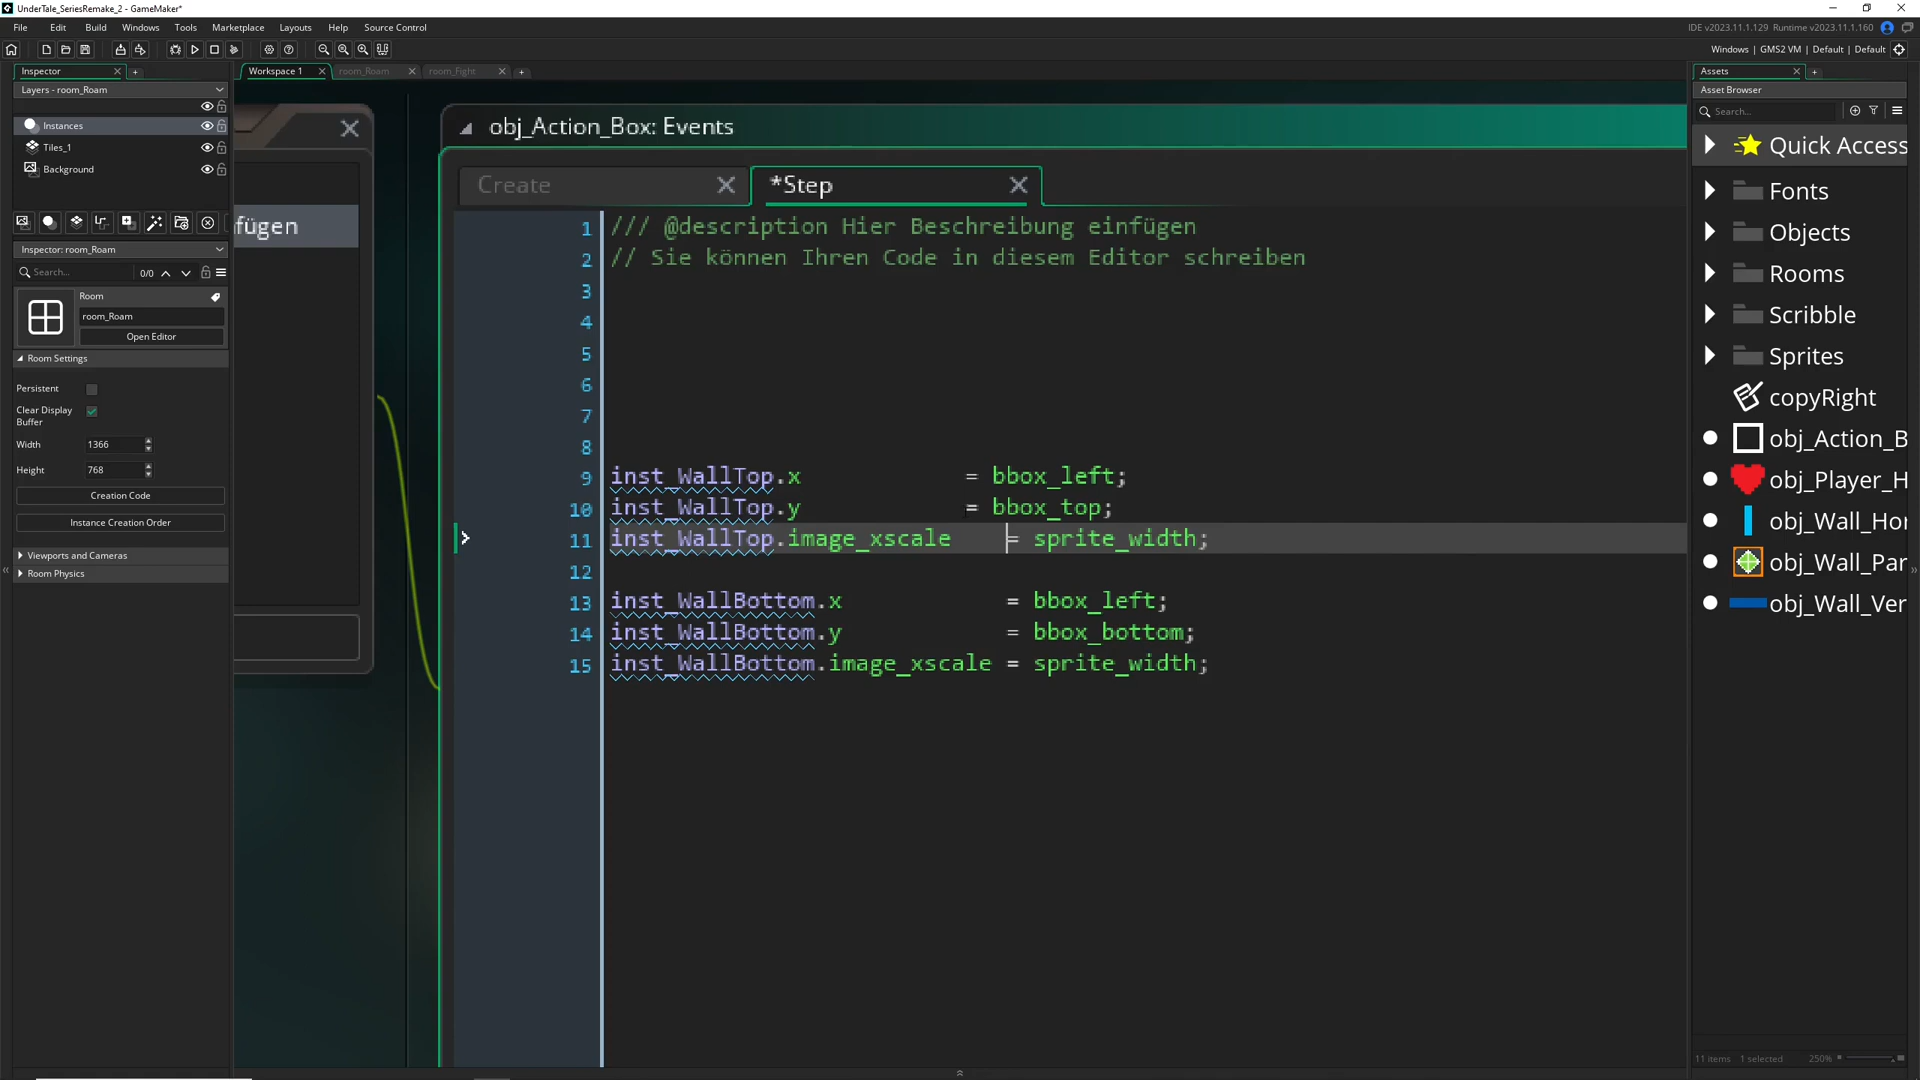 UnderTale_SeriesRemake_2 - GameMaker*
File Edit Build Windows Tools Marketplace Layouts Help Source Control
IDE v2023.11.1.129 Runtime v2023.11.1.160
Windows | GMS2 VM | Default | Default
Inspector
Workspace 1 room_Roam room_Fight
Assets
Layers - room_Roam
Asset Browser
Search...
Instances
Tiles_1
Background
obj_Action_Box: Events
Quick Access
Create *Step
Fonts
fügen
Objects
Inspector: room_Roam
Search... 0/0
Rooms
Room
room_Roam
Open Editor
Scribble
Room Settings
Sprites
Persistent
Clear Display Buffer
copyRight
Width 1366
obj_Action_B
Height 768
obj_Player_H
Creation Code
Instance Creation Order
obj_Wall_Hor
Viewports and Cameras
obj_Wall_Par
Room Physics
obj_Wall_Ver
1 /// @description Hier Beschreibung einfügen
2 // Sie können Ihren Code in diesem Editor schreiben
3
4
5
6
7
8
9 inst_WallTop.x = bbox_left;
10 inst_WallTop.y = bbox_top;
11 inst_WallTop.image_xscale = sprite_width;
12
13 inst_WallBottom.x = bbox_left;
14 inst_WallBottom.y = bbox_bottom;
15 inst_WallBottom.image_xscale = sprite_width;
11 items 1 selected 250%